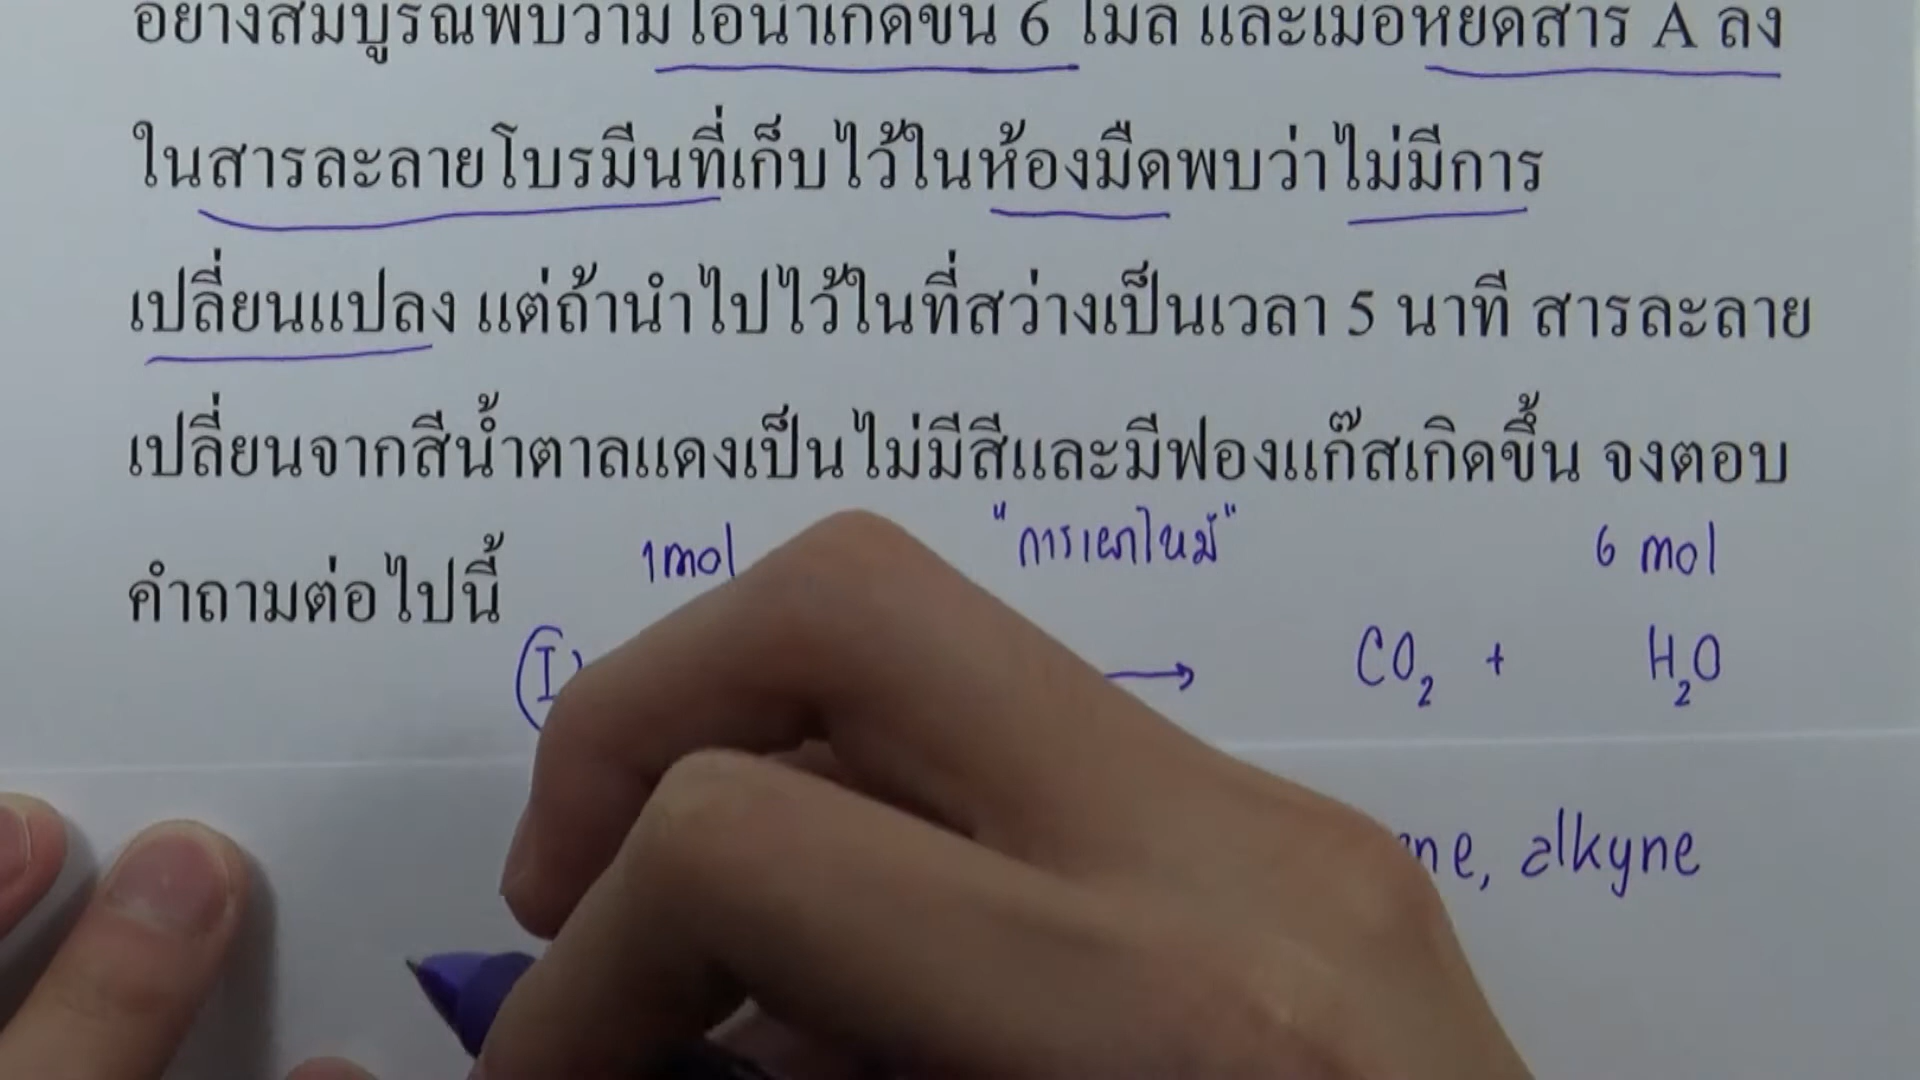 อย่างสมบูรณ์พบว่ามีไอน้ำเกิดขึ้น 6 โมล และเมื่อหยดสาร A ลง
ในสารละลายโบรมีนที่เก็บไว้ในห้องมืดพบว่าไม่มีการ
เปลี่ยนแปลง แต่ถ้านำไปไว้ในที่สว่างเป็นเวลา 5 นาที สารละลาย
เปลี่ยนจากสีน้ำตาลแดงเป็นไม่มีสีและมีฟองแก๊สเกิดขึ้น จงตอบ
คำถามต่อไปนี้
1 mol "การเผาไหม้" 6 mol
(I) → CO₂ + H₂O
alkyne